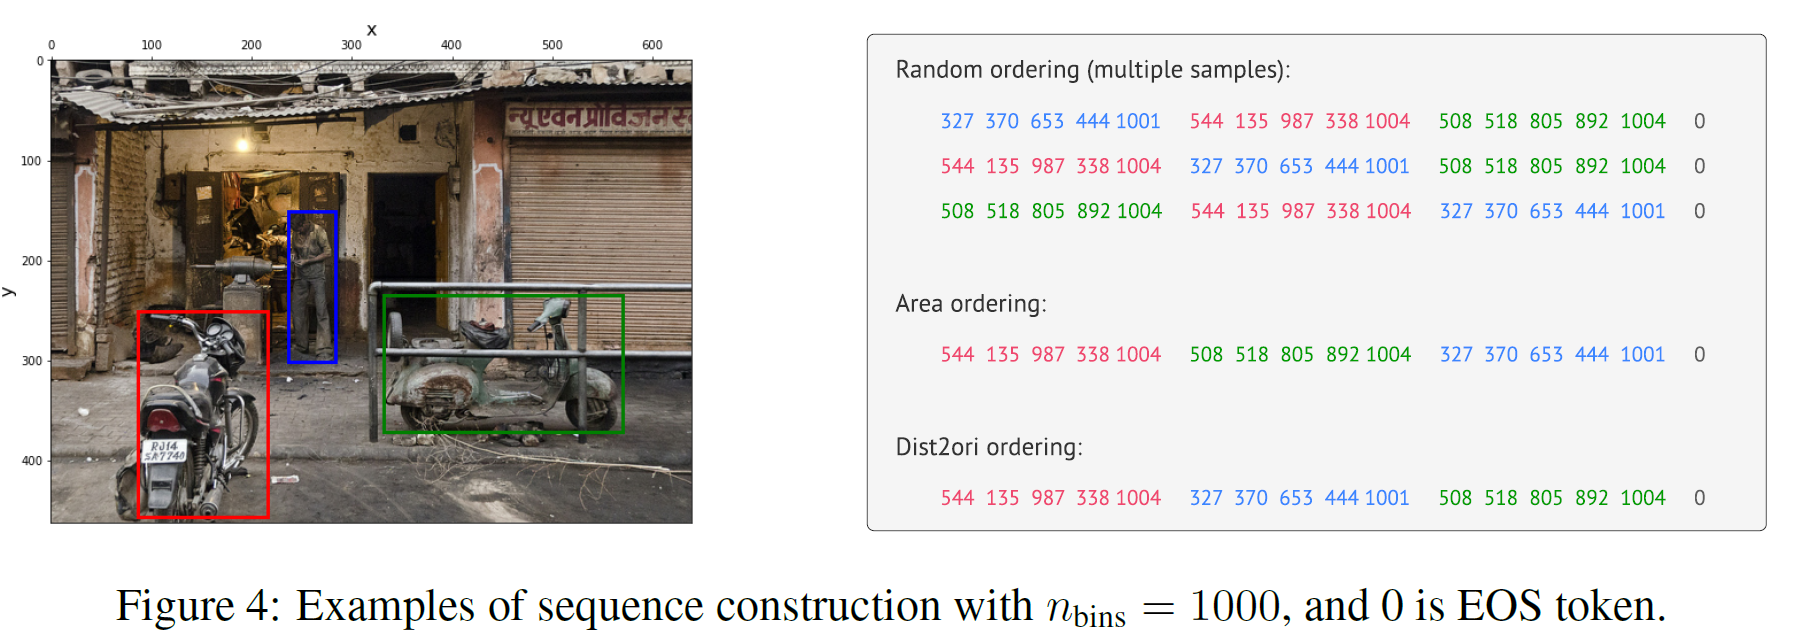 x
0 100 200 300 400 500 600
y
0
100
200
300
400
न्यू एवन प्रोविजन स
RJ14
5A7740
Random ordering (multiple samples):
327 370 653 444 1001 544 135 987 338 1004 508 518 805 892 1004 0
544 135 987 338 1004 327 370 653 444 1001 508 518 805 892 1004 0
508 518 805 892 1004 544 135 987 338 1004 327 370 653 444 1001 0
Area ordering:
544 135 987 338 1004 508 518 805 892 1004 327 370 653 444 1001 0
Dist2ori ordering:
544 135 987 338 1004 327 370 653 444 1001 508 518 805 892 1004 0
Figure 4: Examples of sequence construction with n_bins = 1000, and 0 is EOS token.